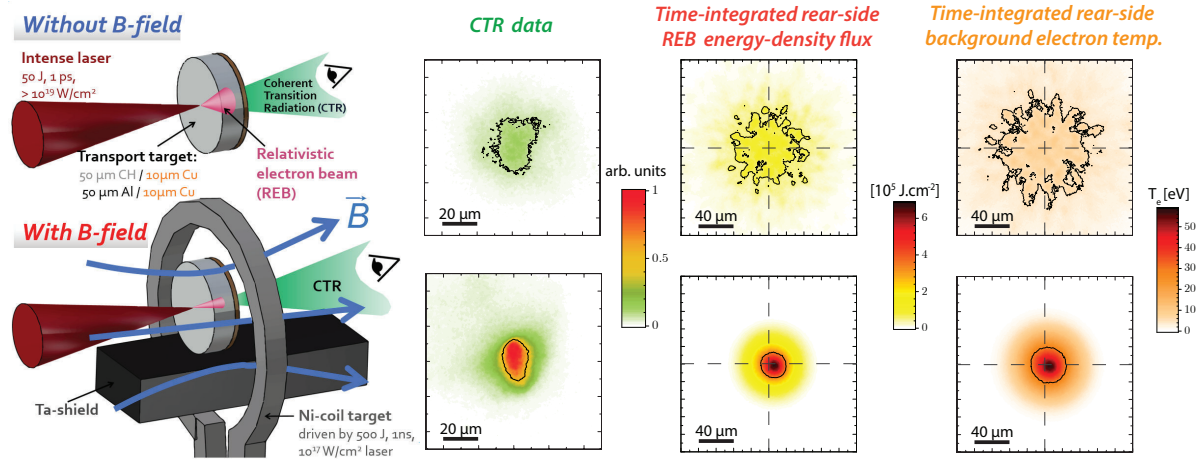 Without B-field
Intense laser
50 J, 1 ps,
> 10¹⁹ W/cm²
Coherent
Transition
Radiation (CTR)
Transport target:
50 µm CH / 10µm Cu
50 µm Al / 10µm Cu
Relativistic
electron beam
(REB)
With B-field
B
CTR
Ta-shield
Ni-coil target
driven by 500 J, 1ns,
10¹⁷ W/cm² laser
CTR data
20 µm
arb. units
1
0.5
0
20 µm
Time-integrated rear-side
REB energy-density flux
40 µm
[10⁵ J.cm⁻²]
6
4
2
0
40 µm
Time-integrated rear-side
background electron temp.
40 µm
Tₑ [eV]
50
40
30
20
10
0
40 µm